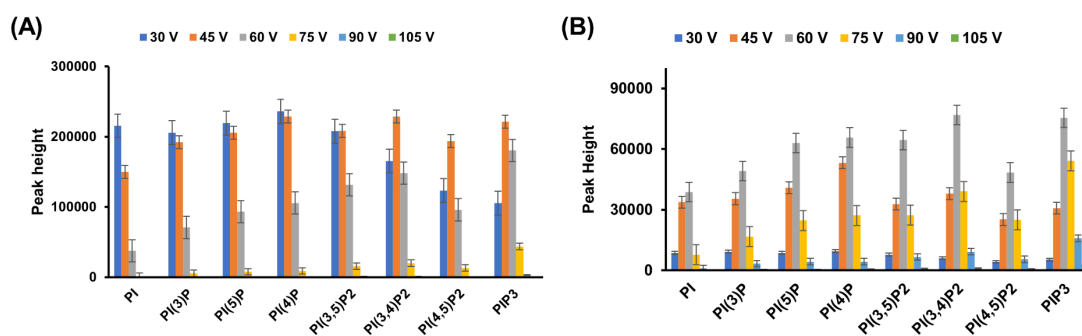 (A)
30 V 45 V 60 V 75 V 90 V 105 V
300000
200000
100000
0
Peak height
PI PI(3)P PI(5)P PI(4)P PI(3,5)P2 PI(3,4)P2 PI(4,5)P2 PIP3
(B)
30 V 45 V 60 V 75 V 90 V 105 V
90000
60000
30000
0
Peak Height
PI PI(3)P PI(5)P PI(4)P PI(3,5)P2 PI(3,4)P2 PI(4,5)P2 PIP3